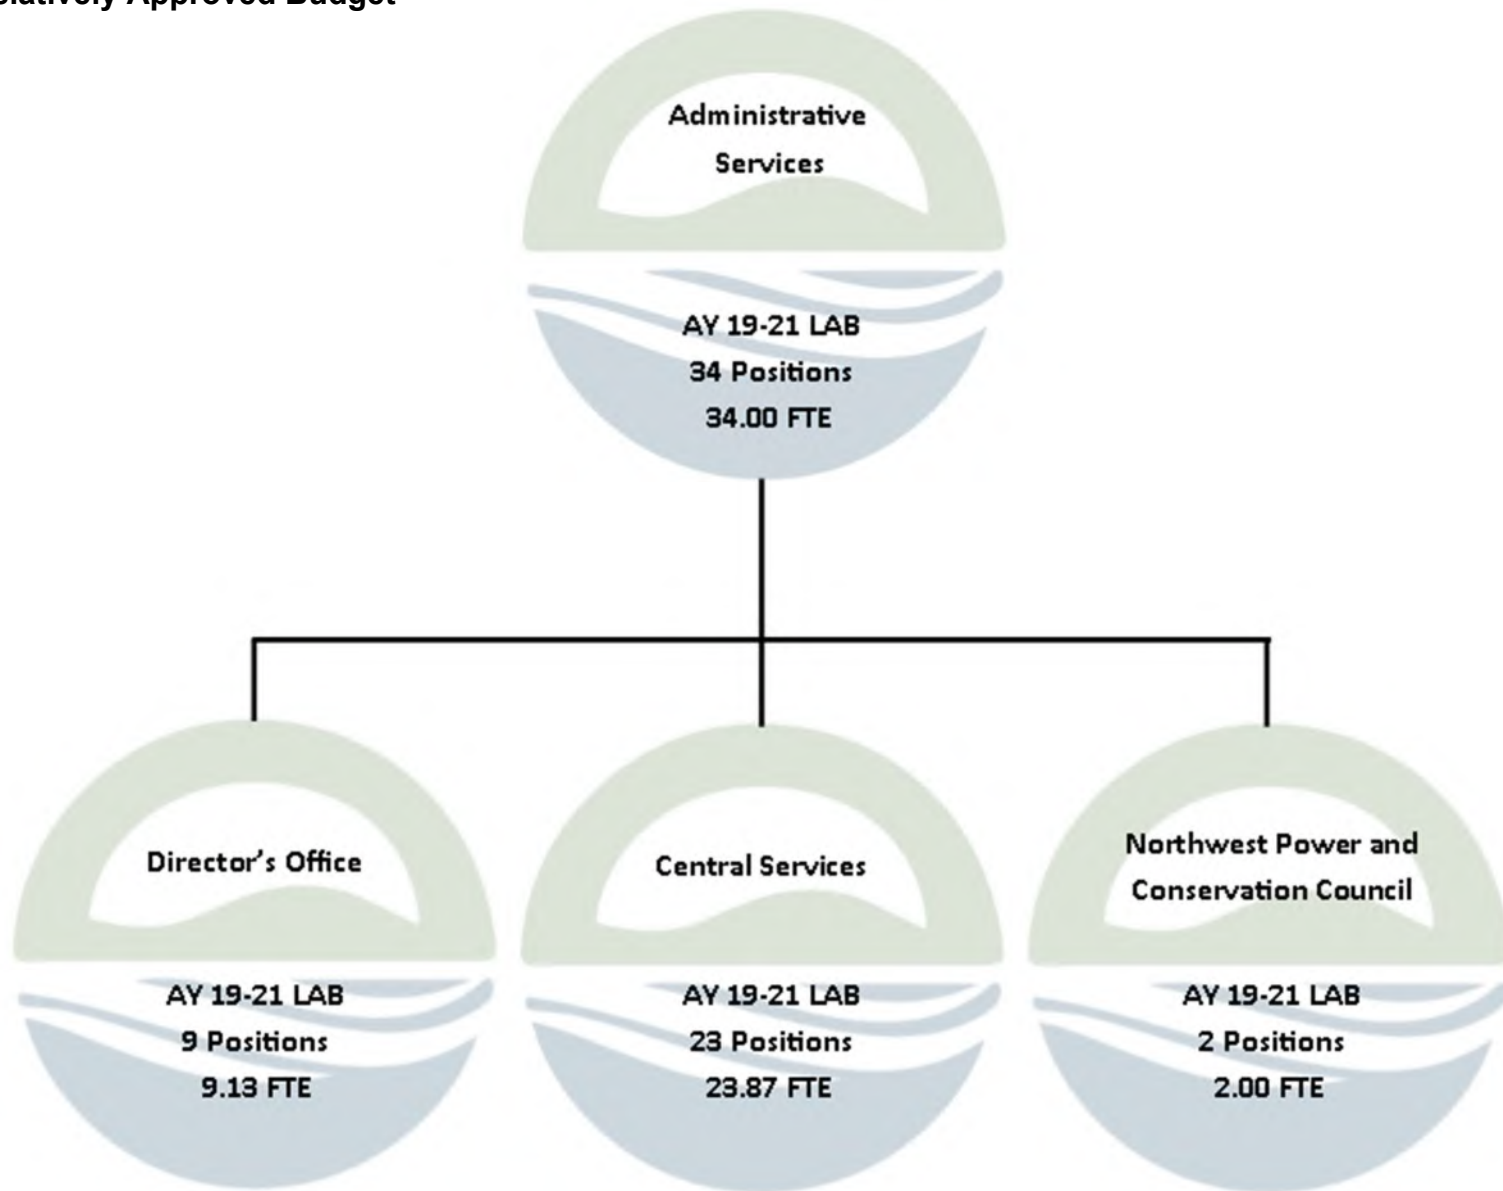 Approved Budget
Administrative
Services
AY 19-21 LAB
34 Positions
34.00 FTE
Director's Office
AY 19-21 LAB
9 Positions
9.13 FTE
Central Services
AY 19-21 LAB
23 Positions
23.87 FTE
Northwest Power and
Conservation Council
AY 19-21 LAB
2 Positions
2.00 FTE